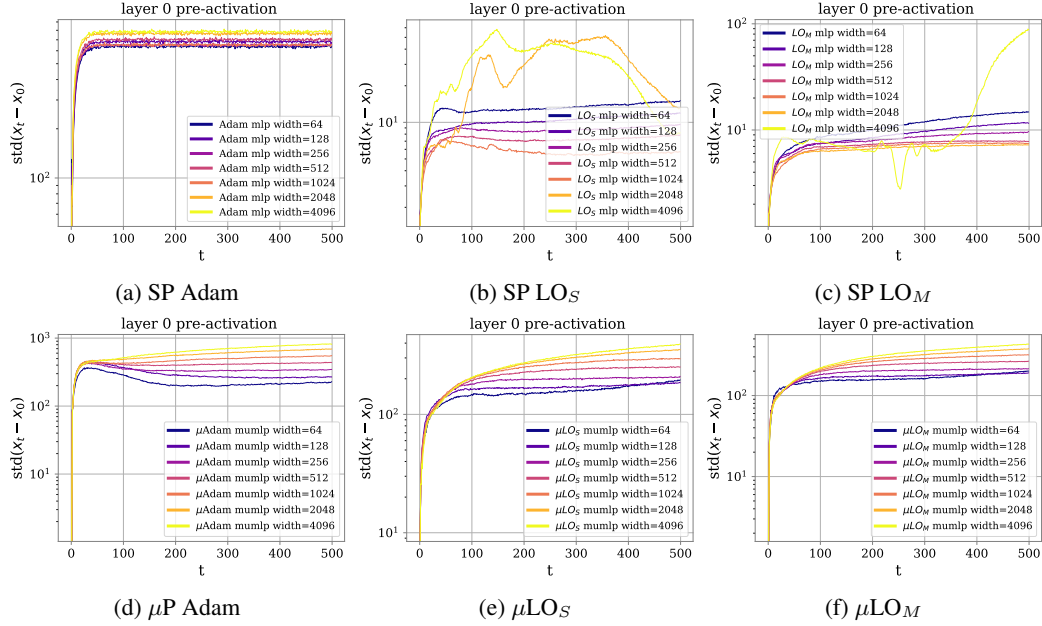 layer 0 pre-activation
std(x_t − x_0)
10^2
Adam mlp width=64
Adam mlp width=128
Adam mlp width=256
Adam mlp width=512
Adam mlp width=1024
Adam mlp width=2048
Adam mlp width=4096
0 100 200 300 400 500
t
(a) SP Adam
layer 0 pre-activation
std(x_t − x_0)
10^1
LO_S mlp width=64
LO_S mlp width=128
LO_S mlp width=256
LO_S mlp width=512
LO_S mlp width=1024
LO_S mlp width=2048
LO_S mlp width=4096
0 100 200 300 400 500
t
(b) SP LO_S
layer 0 pre-activation
std(x_t − x_0)
10^2
10^1
LO_M mlp width=64
LO_M mlp width=128
LO_M mlp width=256
LO_M mlp width=512
LO_M mlp width=1024
LO_M mlp width=2048
LO_M mlp width=4096
0 100 200 300 400 500
t
(c) SP LO_M
layer 0 pre-activation
std(x_t − x_0)
10^3
10^2
10^1
μAdam mumlp width=64
μAdam mumlp width=128
μAdam mumlp width=256
μAdam mumlp width=512
μAdam mumlp width=1024
μAdam mumlp width=2048
μAdam mumlp width=4096
0 100 200 300 400 500
t
(d) μP Adam
layer 0 pre-activation
std(x_t − x_0)
10^2
10^1
μLO_S mumlp width=64
μLO_S mumlp width=128
μLO_S mumlp width=256
μLO_S mumlp width=512
μLO_S mumlp width=1024
μLO_S mumlp width=2048
μLO_S mumlp width=4096
0 100 200 300 400 500
t
(e) μLO_S
layer 0 pre-activation
std(x_t − x_0)
10^2
10^1
μLO_M mumlp width=64
μLO_M mumlp width=128
μLO_M mumlp width=256
μLO_M mumlp width=512
μLO_M mumlp width=1024
μLO_M mumlp width=2048
μLO_M mumlp width=4096
0 100 200 300 400 500
t
(f) μLO_M